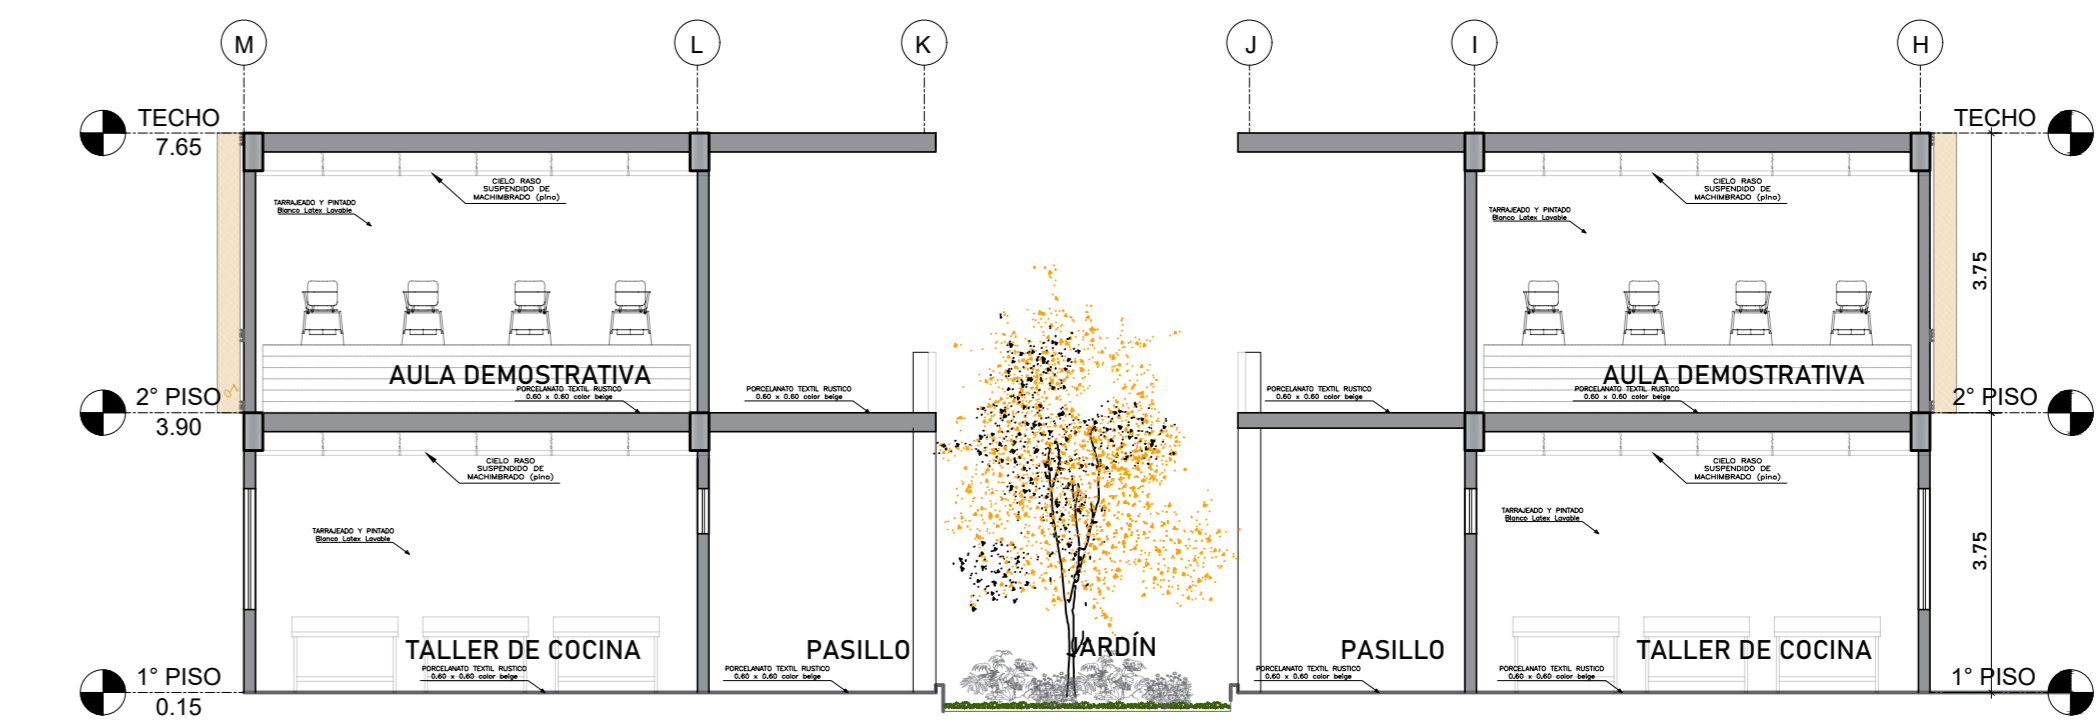 M
L
K
J
I
H
TECHO
7.65
TECHO
CIELO RASO
SUSPENDIDO DE
MACHIMBRADO (pino)
CIELO RASO
SUSPENDIDO DE
MACHIMBRADO (pino)
TARRAJEADO Y PINTADO
Blanco Latex Lavable
TARRAJEADO Y PINTADO
Blanco Latex Lavable
3.75
AULA DEMOSTRATIVA
AULA DEMOSTRATIVA
PORCELANATO TEXTIL RUSTICO
0.60 x 0.60 color beige
PORCELANATO TEXTIL RUSTICO
0.60 x 0.60 color beige
PORCELANATO TEXTIL RUSTICO
0.60 x 0.60 color beige
PORCELANATO TEXTIL RUSTICO
0.60 x 0.60 color beige
2° PISO
3.90
01
2° PISO
CIELO RASO
SUSPENDIDO DE
MACHIMBRADO (pino)
CIELO RASO
SUSPENDIDO DE
MACHIMBRADO (pino)
TARRAJEADO Y PINTADO
Blanco Latex Lavable
TARRAJEADO Y PINTADO
Blanco Latex Lavable
3.75
TALLER DE COCINA
PASILLO
JARDÍN
PASILLO
TALLER DE COCINA
PORCELANATO TEXTIL RUSTICO
0.60 x 0.60 color beige
PORCELANATO TEXTIL RUSTICO
0.60 x 0.60 color beige
PORCELANATO TEXTIL RUSTICO
0.60 x 0.60 color beige
PORCELANATO TEXTIL RUSTICO
0.60 x 0.60 color beige
1° PISO
0.15
1° PISO